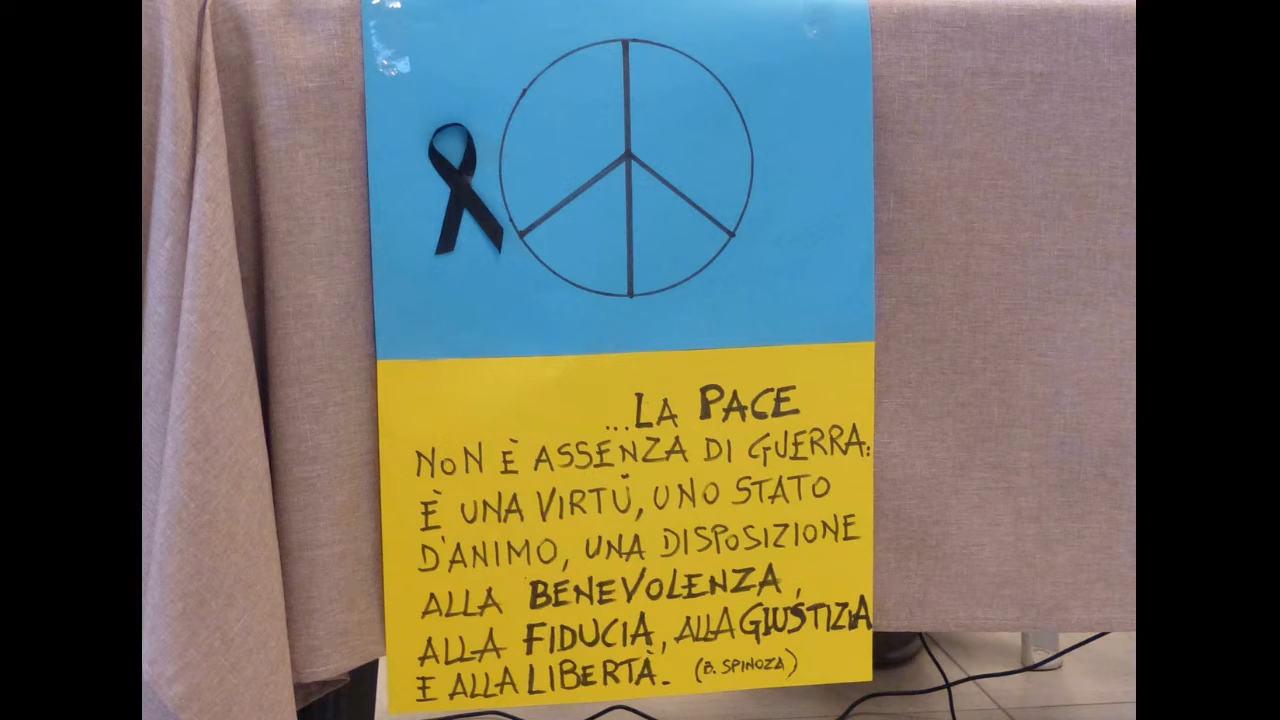 ...LA PACE
NON È ASSENZA DI GUERRA:
È UNA VIRTÙ, UNO STATO
D'ANIMO, UNA DISPOSIZIONE
ALLA BENEVOLENZA,
ALLA FIDUCIA, ALLA GIUSTIZIA
E ALLA LIBERTÀ. (B. SPINOZA)